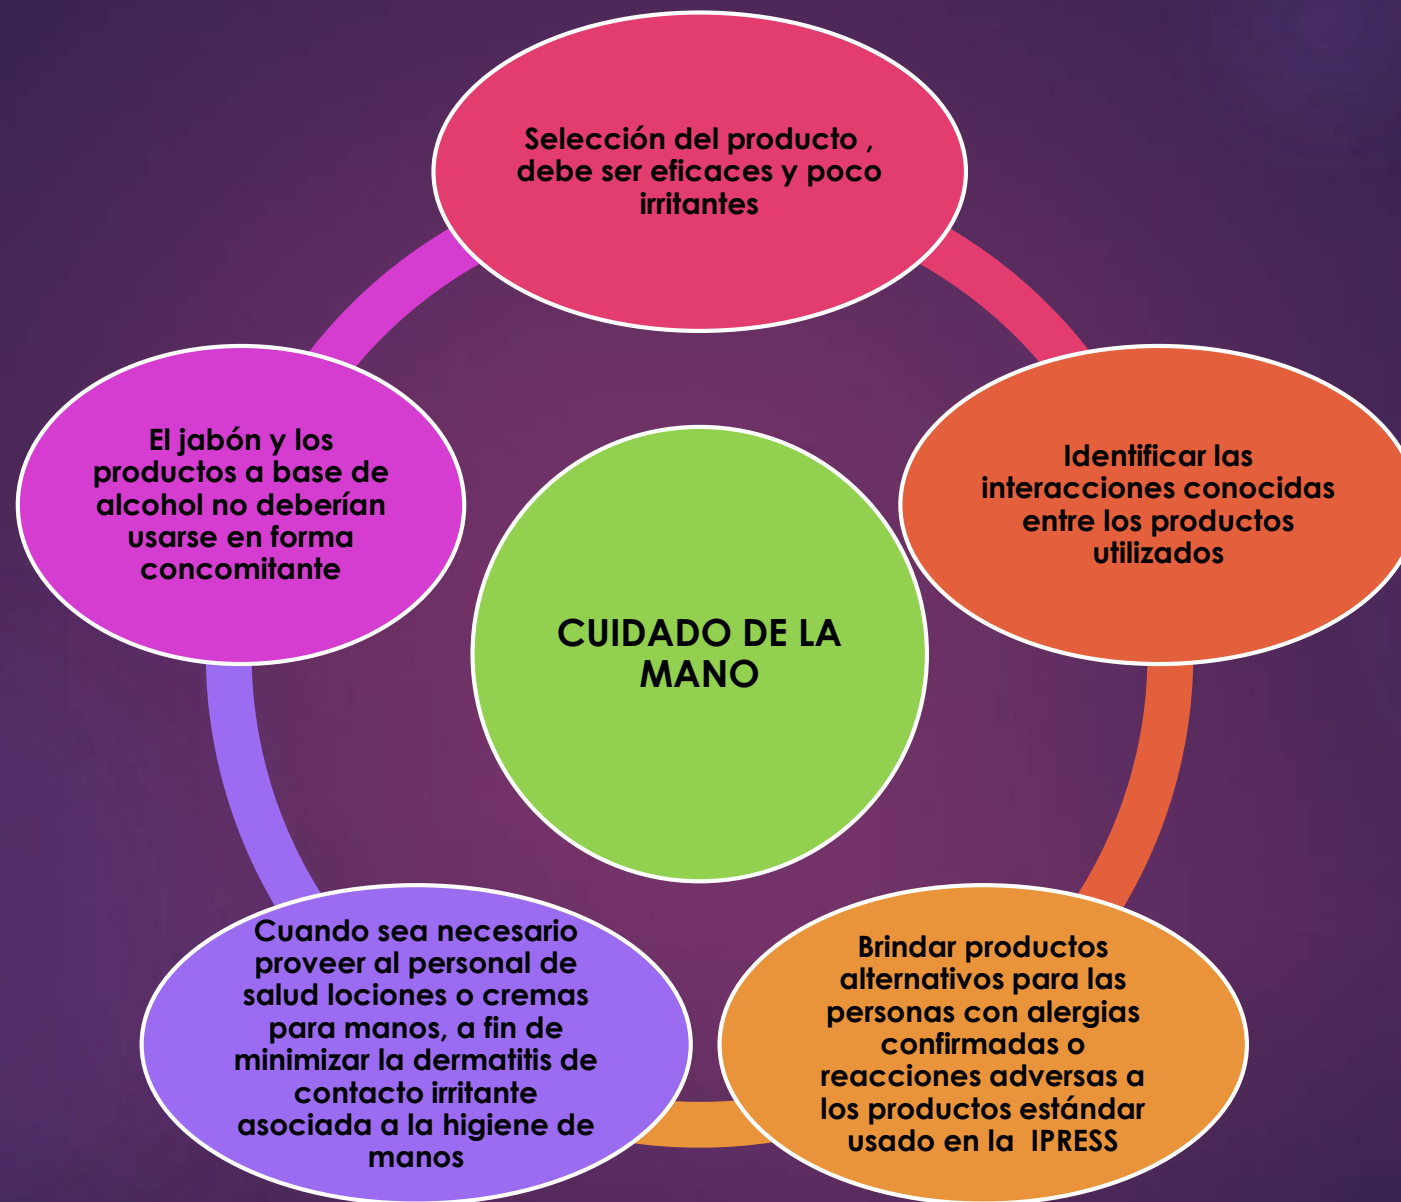 Selección del producto ,
debe ser eficaces y poco
irritantes
Identificar las
interacciones conocidas
entre los productos
utilizados
Brindar productos
alternativos para las
personas con alergias
confirmadas o
reacciones adversas a
los productos estándar
usado en la IPRESS
Cuando sea necesario
proveer al personal de
salud lociones o cremas
para manos, a fin de
minimizar la dermatitis de
contacto irritante
asociada a la higiene de
manos
El jabón y los
productos a base de
alcohol no deberían
usarse en forma
concomitante
CUIDADO DE LA
MANO